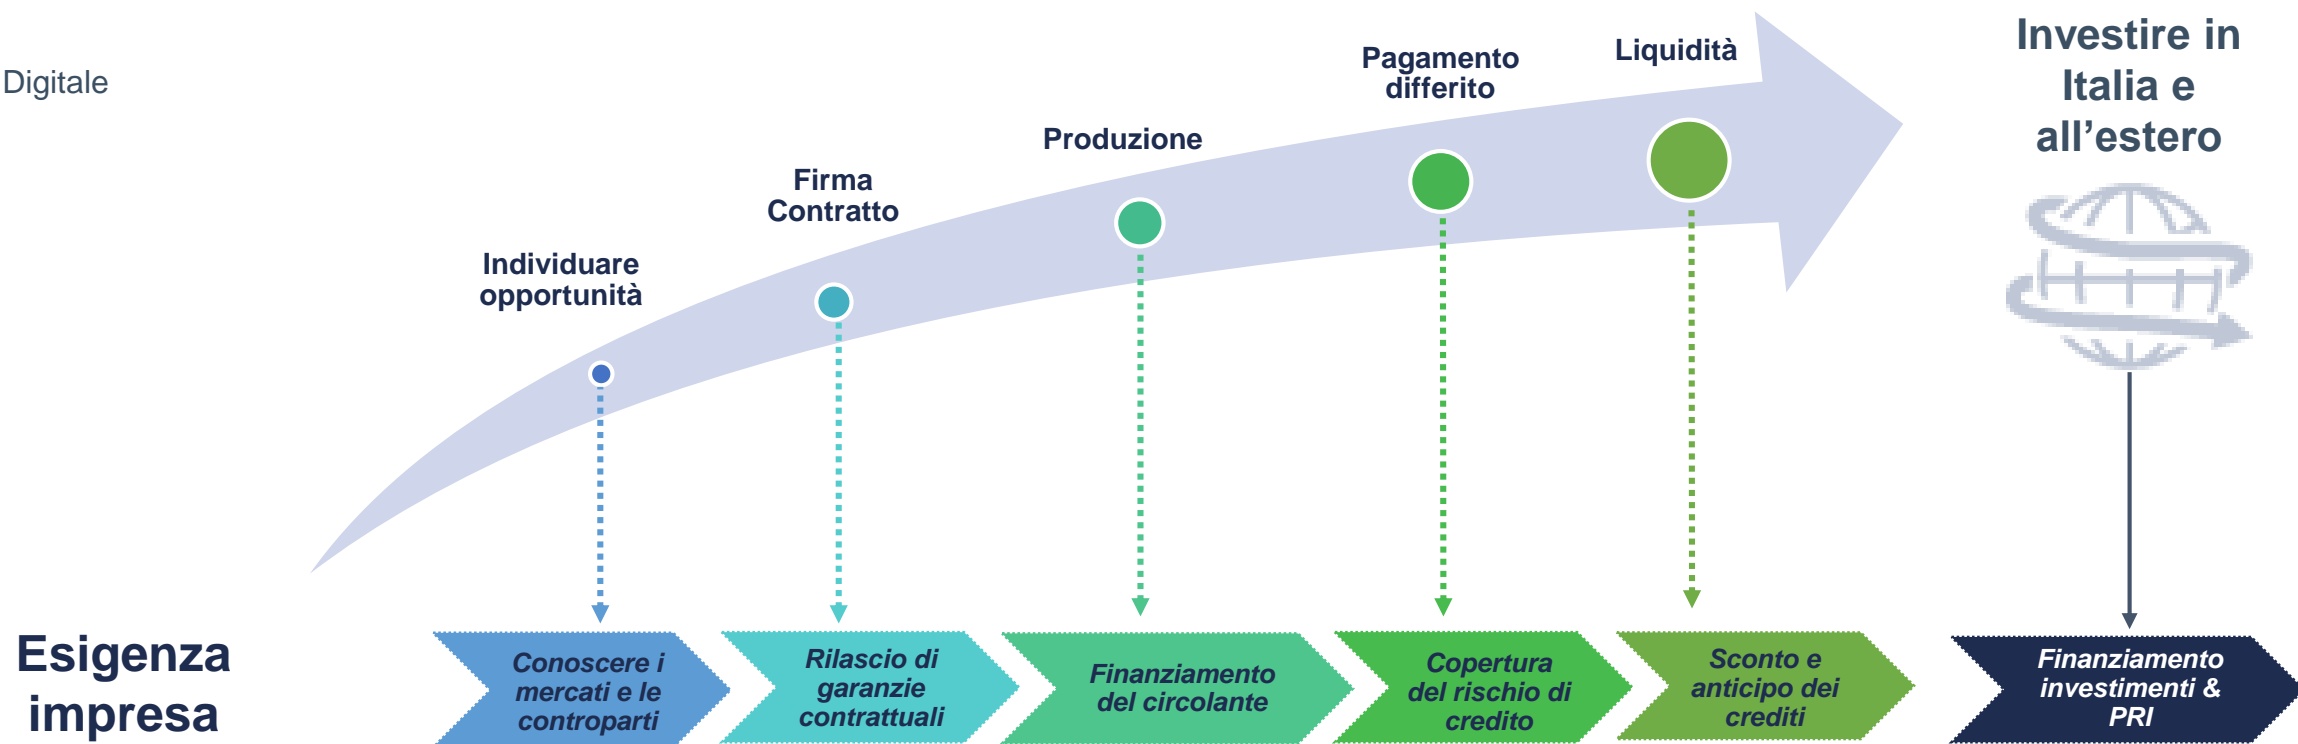 Digitale
Individuare
opportunità
Firma
Contratto
Produzione
Pagamento
differito
Liquidità
Investire in
Italia e
all’estero
Esigenza
impresa
Conoscere i
mercati e le
controparti
Rilascio di
garanzie
contrattuali
Finanziamento
del circolante
Copertura
del rischio di
credito
Sconto e
anticipo dei
crediti
Finanziamento
investimenti &
PRI